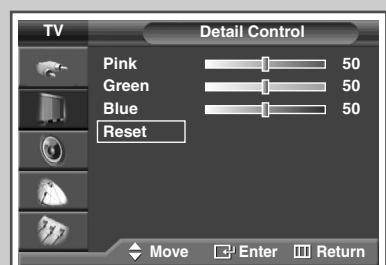 TV
Detail Control
Pink 50
Green 50
Blue 50
Reset
Move Enter Return